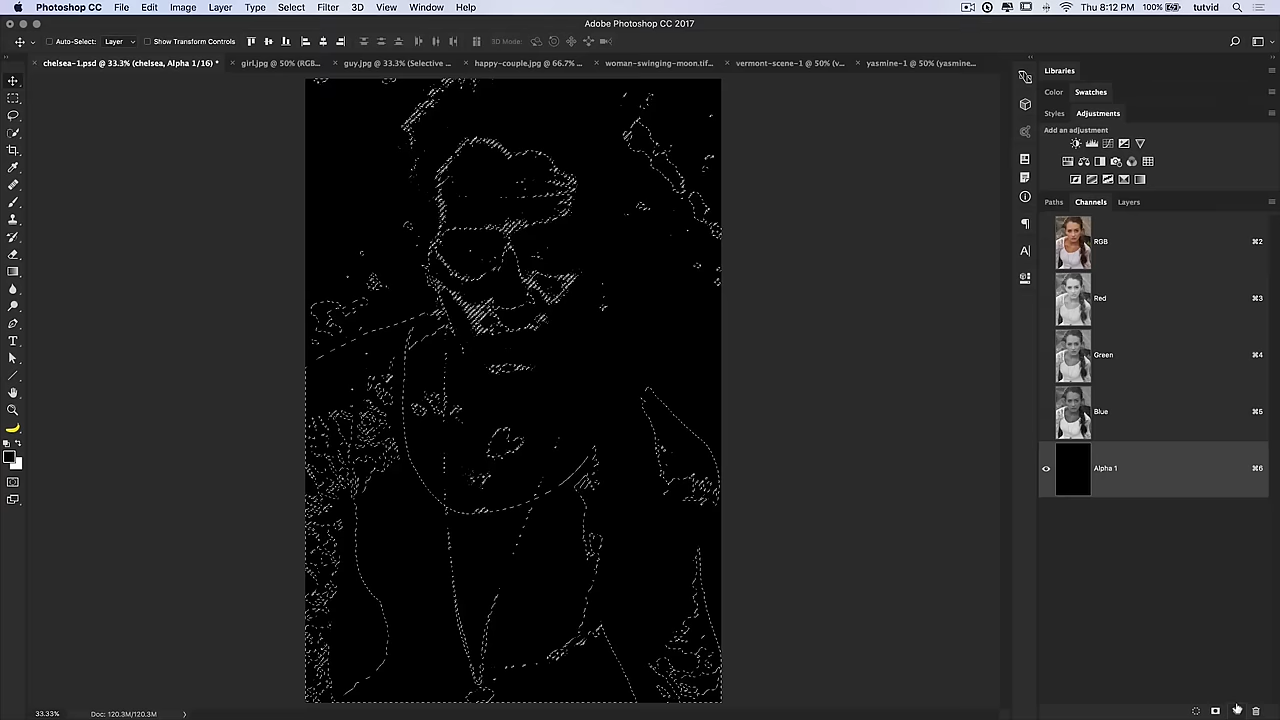 Photoshop CC File Edit Image Layer Type Select Filter 3D View Window Help 100% Thu 8:12 PM tutvid
Adobe Photoshop CC 2017
Auto-Select: Layer Show Transform Controls 3D Mode:
chelsea-1.psd @ 33.3% (chelsea, Alpha 1/16) * girl.jpg @ 50% (RGB... guy.jpg @ 33.3% (Selective ... happy-couple.jpg @ 66.7% ... woman-swinging-moon.tif... vermont-scene-1 @ 50% (v... yasmine-1 @ 50% (yasmine...
Libraries
Color Swatches
Styles Adjustments
Add an adjustment
Paths Channels Layers
RGB ⌘2
Red ⌘3
Green ⌘4
Blue ⌘5
Alpha 1 ⌘6
33.33% Doc: 120.3M/120.3M